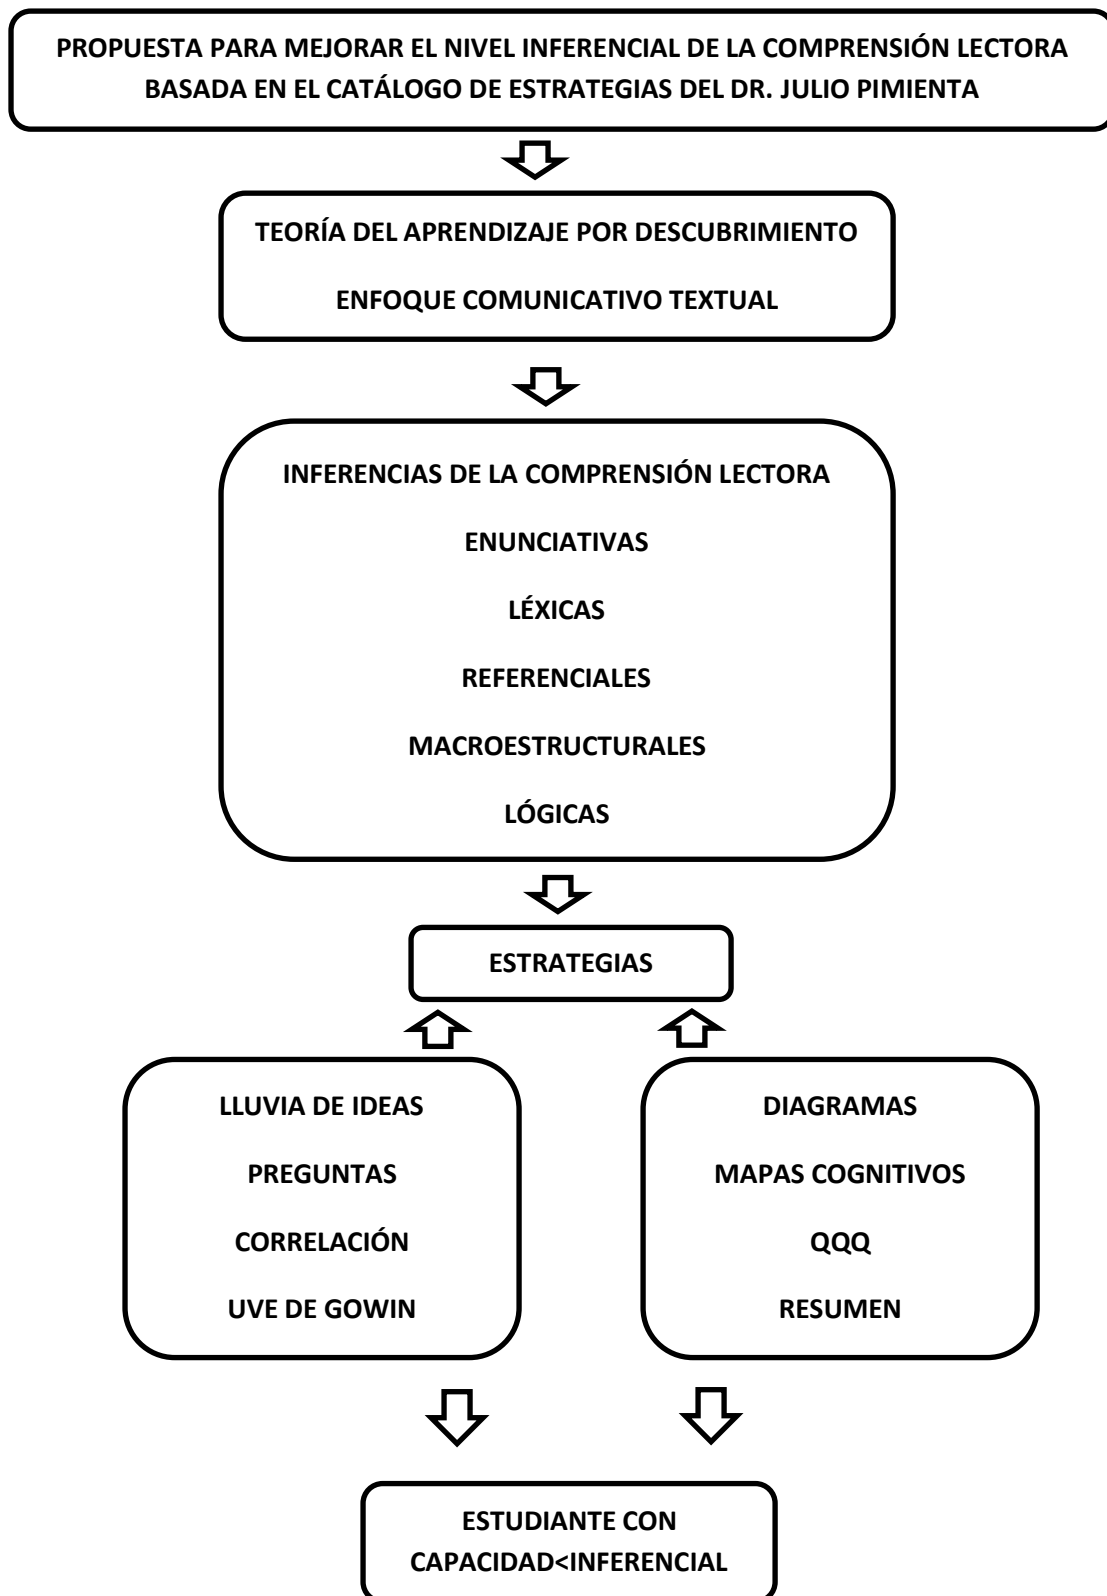 PROPUESTA PARA MEJORAR EL NIVEL INFERENCIAL DE LA COMPRENSIÓN LECTORA
BASADA EN EL CATÁLOGO DE ESTRATEGIAS DEL DR. JULIO PIMIENTA
TEORÍA DEL APRENDIZAJE POR DESCUBRIMIENTO
ENFOQUE COMUNICATIVO TEXTUAL
INFERENCIAS DE LA COMPRENSIÓN LECTORA
ENUNCIATIVAS
LÉXICAS
REFERENCIALES
MACROESTRUCTURALES
LÓGICAS
ESTRATEGIAS
LLUVIA DE IDEAS
PREGUNTAS
CORRELACIÓN
UVE DE GOWIN
DIAGRAMAS
MAPAS COGNITIVOS
QQQ
RESUMEN
ESTUDIANTE CON
CAPACIDAD<INFERENCIAL